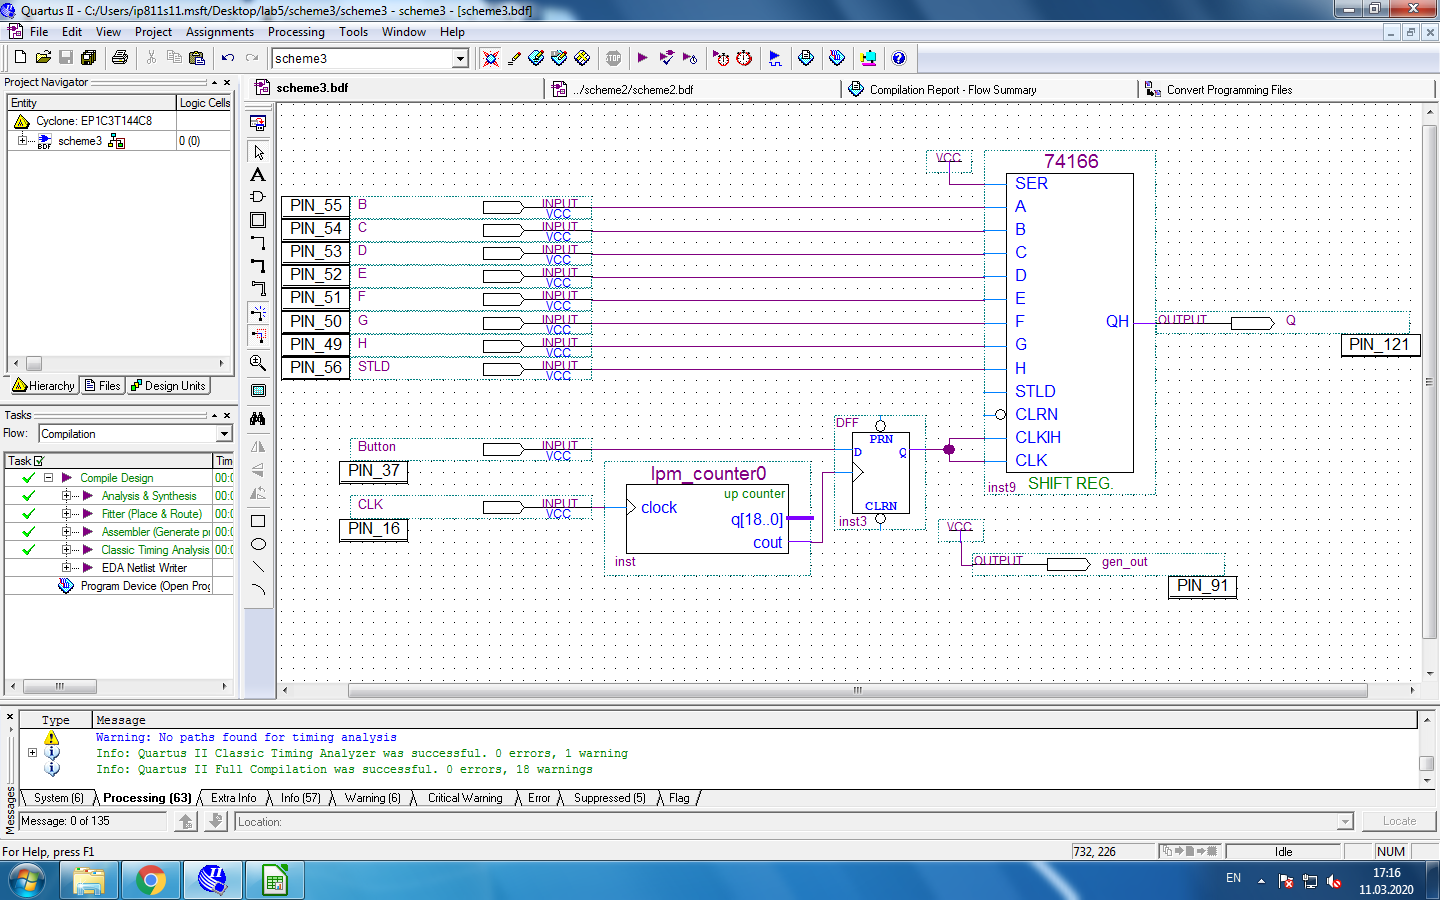 Quartus II - C:/Users/ip811s11.msft/Desktop/lab5/scheme3/scheme3 - scheme3 - [scheme3.bdf]
File Edit View Project Assignments Processing Tools Window Help
scheme3
Project Navigator
Entity Logic Cells
Cyclone: EP1C3T144C8
scheme3 0 (0)
Hierarchy Files Design Units
Tasks
Flow: Compilation
Task Tim
Compile Design 00:0
Analysis & Synthesis 00:0
Fitter (Place & Route) 00:0
Assembler (Generate pr 00:0
Classic Timing Analysis 00:0
EDA Netlist Writer
Program Device (Open Prog
scheme3.bdf ../scheme2/scheme2.bdf Compilation Report - Flow Summary Convert Programming Files
VCC 74166
SER
PIN_55 B INPUT VCC A
PIN_54 C INPUT VCC B
PIN_53 D INPUT VCC C
PIN_52 E INPUT VCC D
PIN_51 F INPUT VCC E
PIN_50 G INPUT VCC F QH OUTPUT Q
PIN_49 H INPUT VCC G PIN_121
PIN_56 STLD INPUT VCC H
STLD
CLRN
CLKIH
CLK
inst9 SHIFT REG.
DFF
PRN
D Q
CLRN
inst3
Button INPUT VCC
PIN_37
CLK INPUT VCC
PIN_16
lpm_counter0
up counter
clock
q[18..0]
cout
inst
VCC
OUTPUT gen_out
PIN_91
Type Message
Warning: No paths found for timing analysis
Info: Quartus II Classic Timing Analyzer was successful. 0 errors, 1 warning
Info: Quartus II Full Compilation was successful. 0 errors, 18 warnings
System (6) Processing (63) Extra Info Info (57) Warning (6) Critical Warning Error Suppressed (5) Flag
Messages
Message: 0 of 135 Location: Locate
For Help, press F1 732, 226 Idle NUM
EN 17:16
11.03.2020